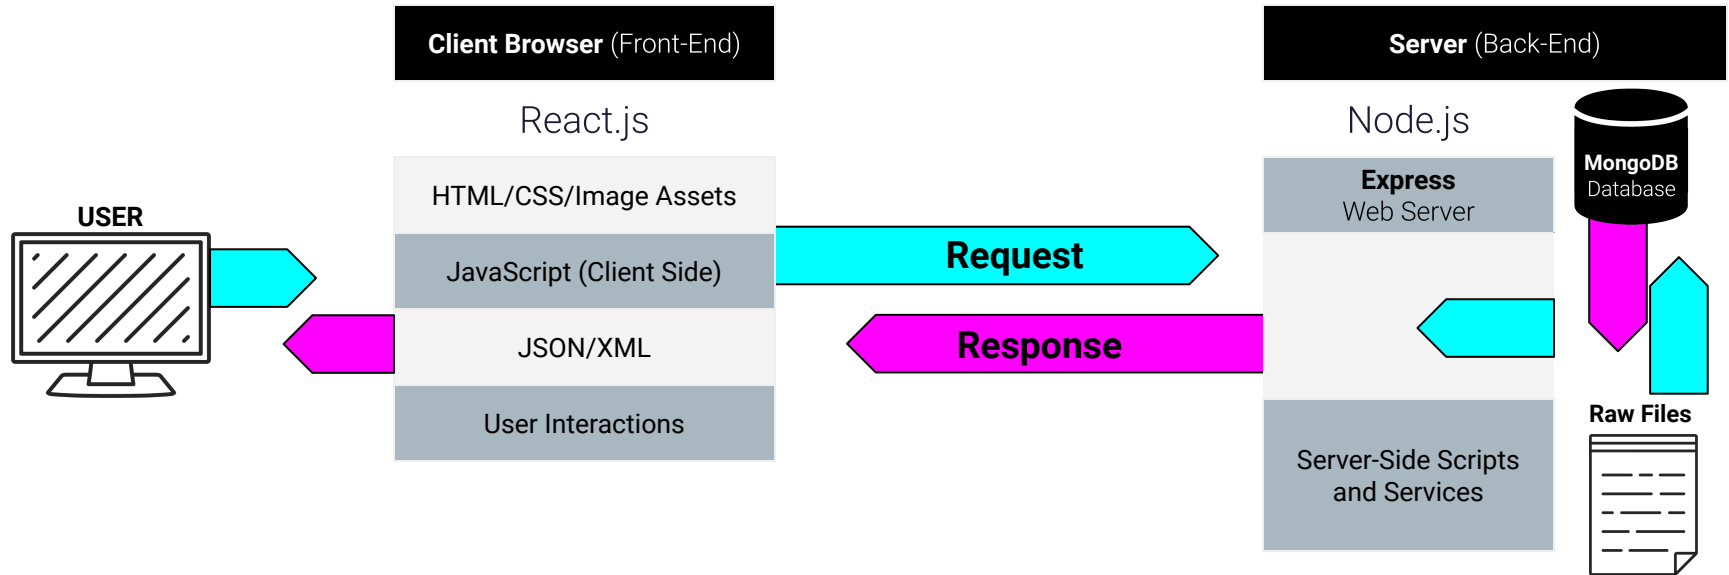 Client Browser (Front-End)
Server (Back-End)
React.js
Node.js
USER
HTML/CSS/Image Assets
JavaScript (Client Side)
JSON/XML
User Interactions
Request
Response
Express
Web Server
Server-Side Scripts
and Services
MongoDB
Database
Raw Files